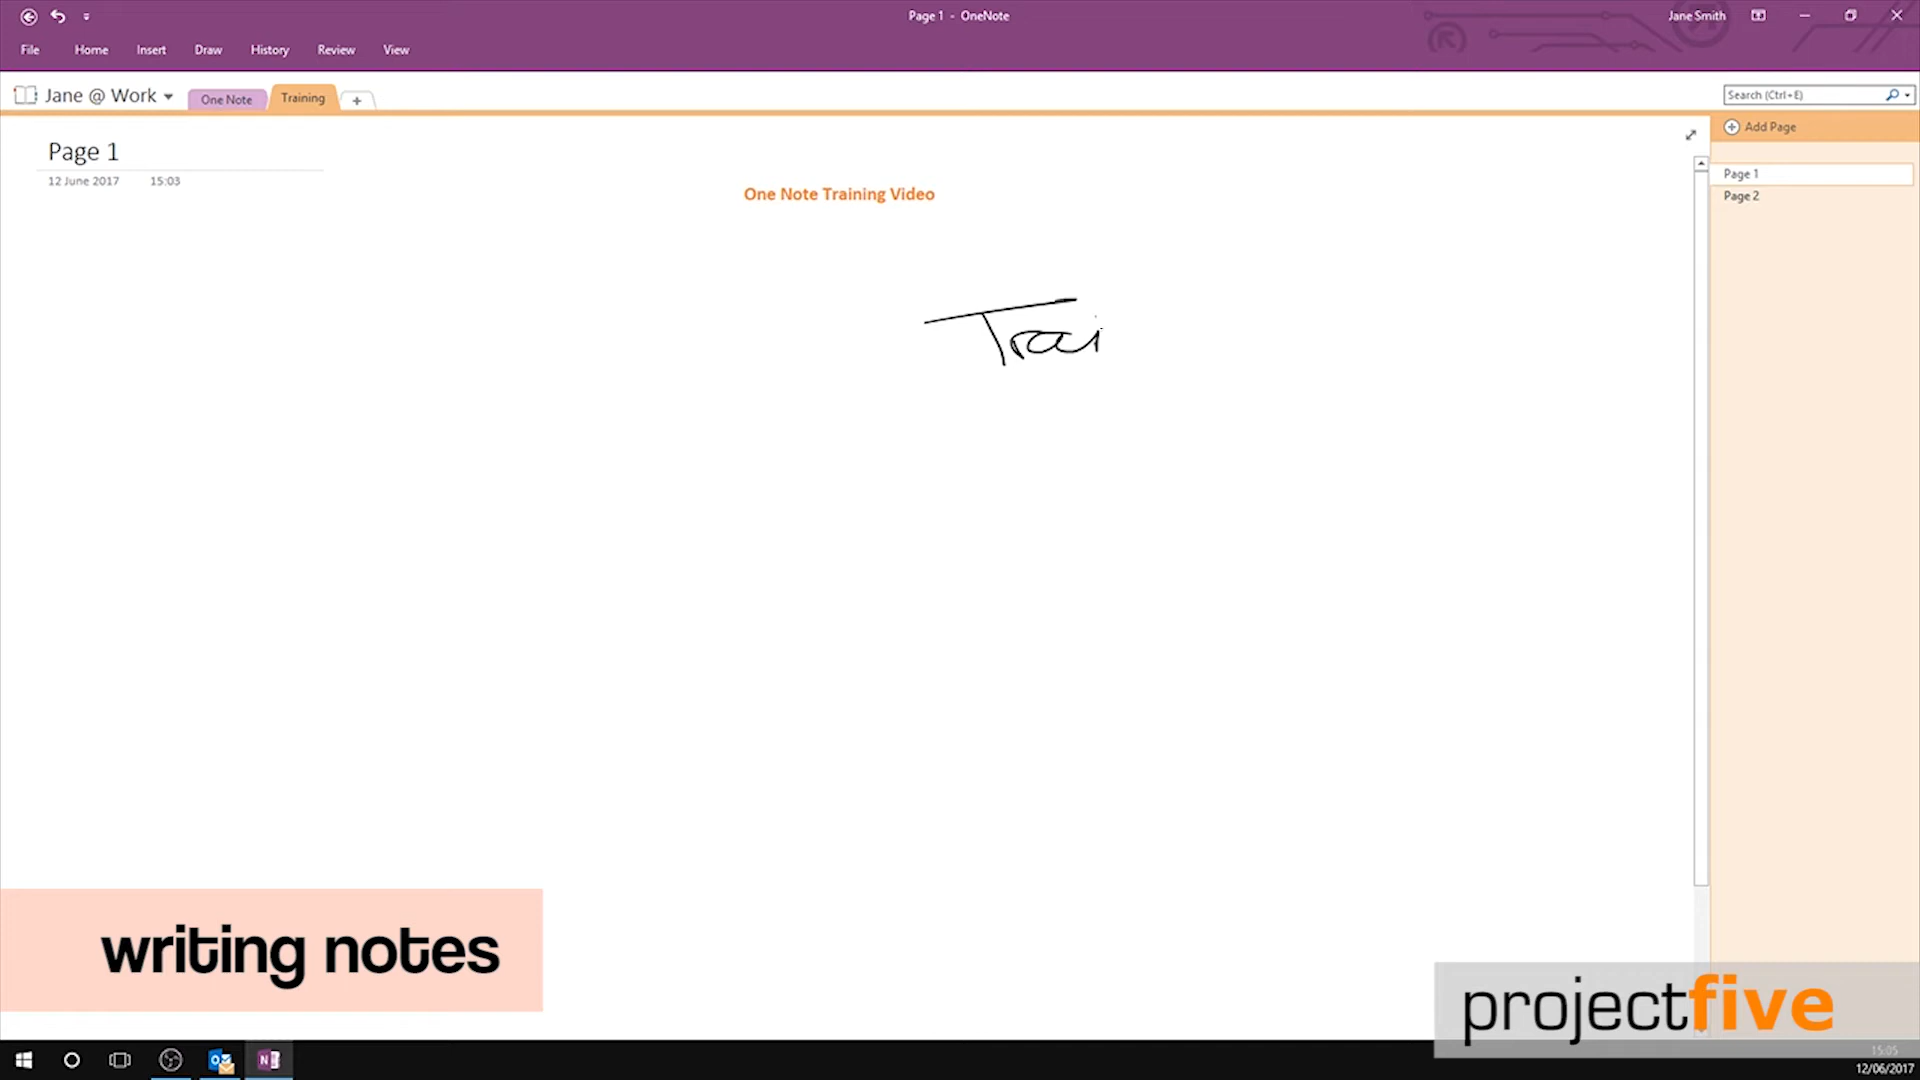 Page 1 - OneNote
Jane Smith
File Home Insert Draw History Review View
Jane @ Work
One Note
Training
Search (Ctrl+E)
Add Page
Page 1
12 June 2017 15:03
One Note Training Video
Page 1
Page 2
Trai
writing notes
projectfive
15:05
12/06/2017